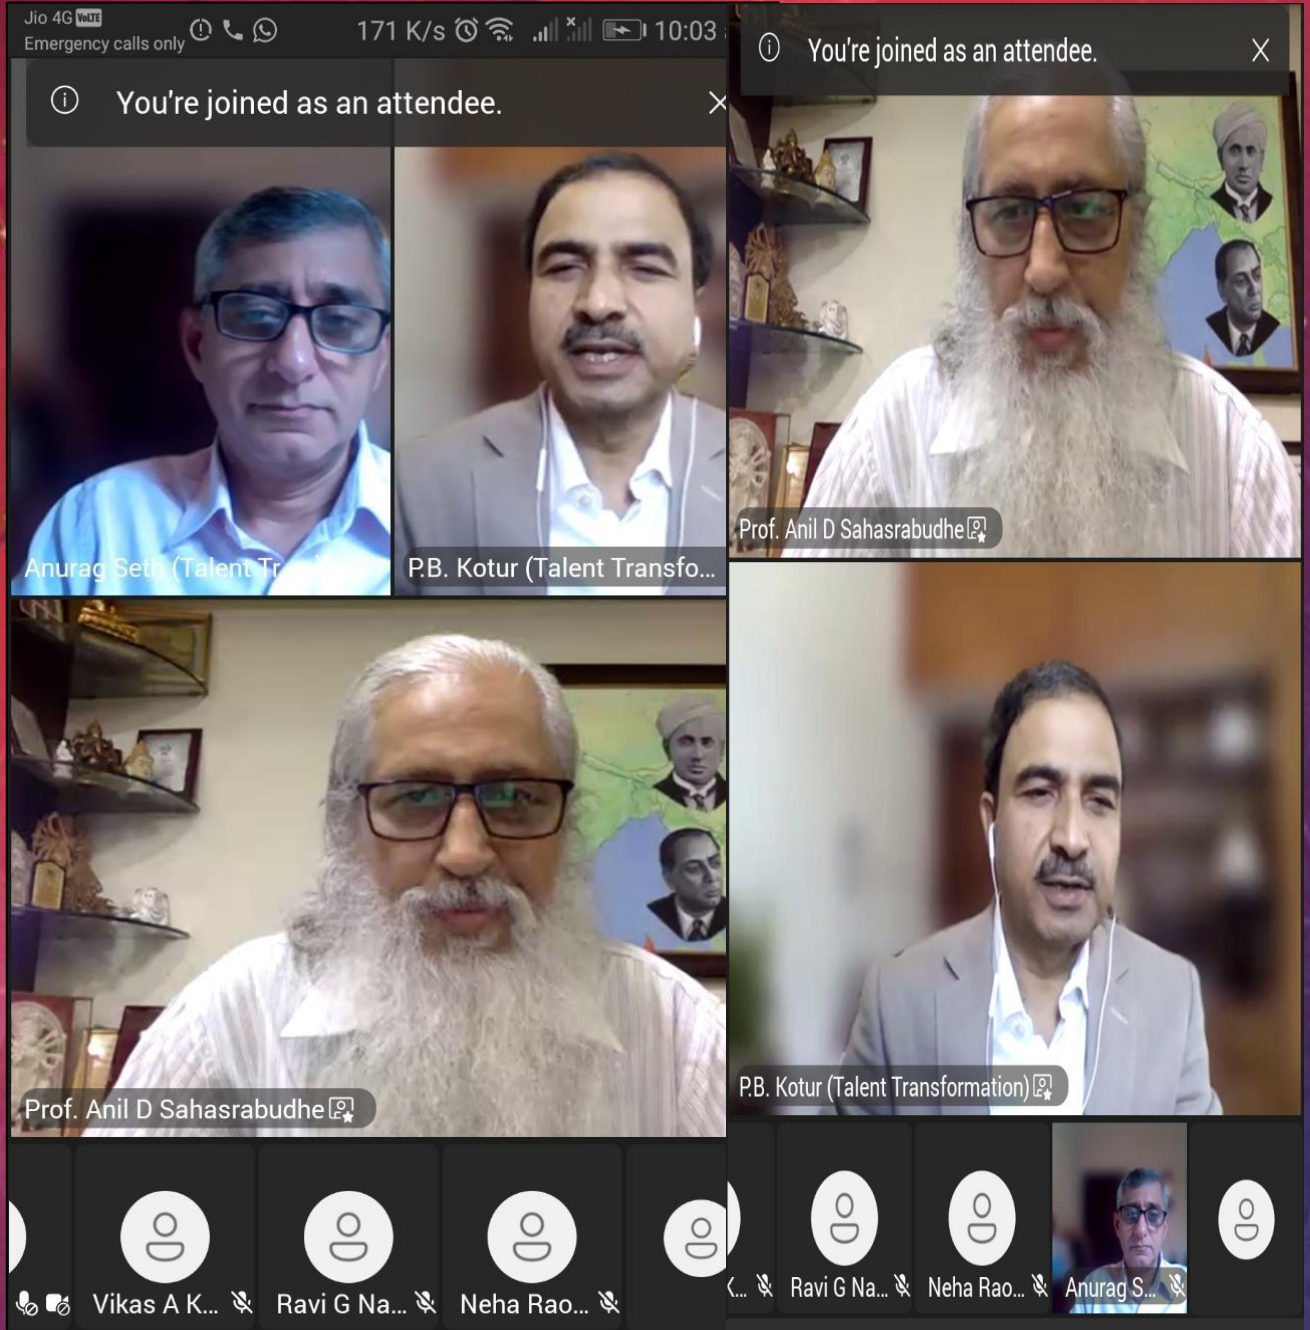 Jio 4G VoLTE
Emergency calls only
171 K/s
10:03
You're joined as an attendee.
Anurag Seth (Talent Tr
P.B. Kotur (Talent Transfo...
Prof. Anil D Sahasrabudhe
Vikas A K...
Ravi G Na...
Neha Rao...
You're joined as an attendee.
Prof. Anil D Sahasrabudhe
P.B. Kotur (Talent Transformation)
K...
Ravi G Na...
Neha Rao...
Anurag S...